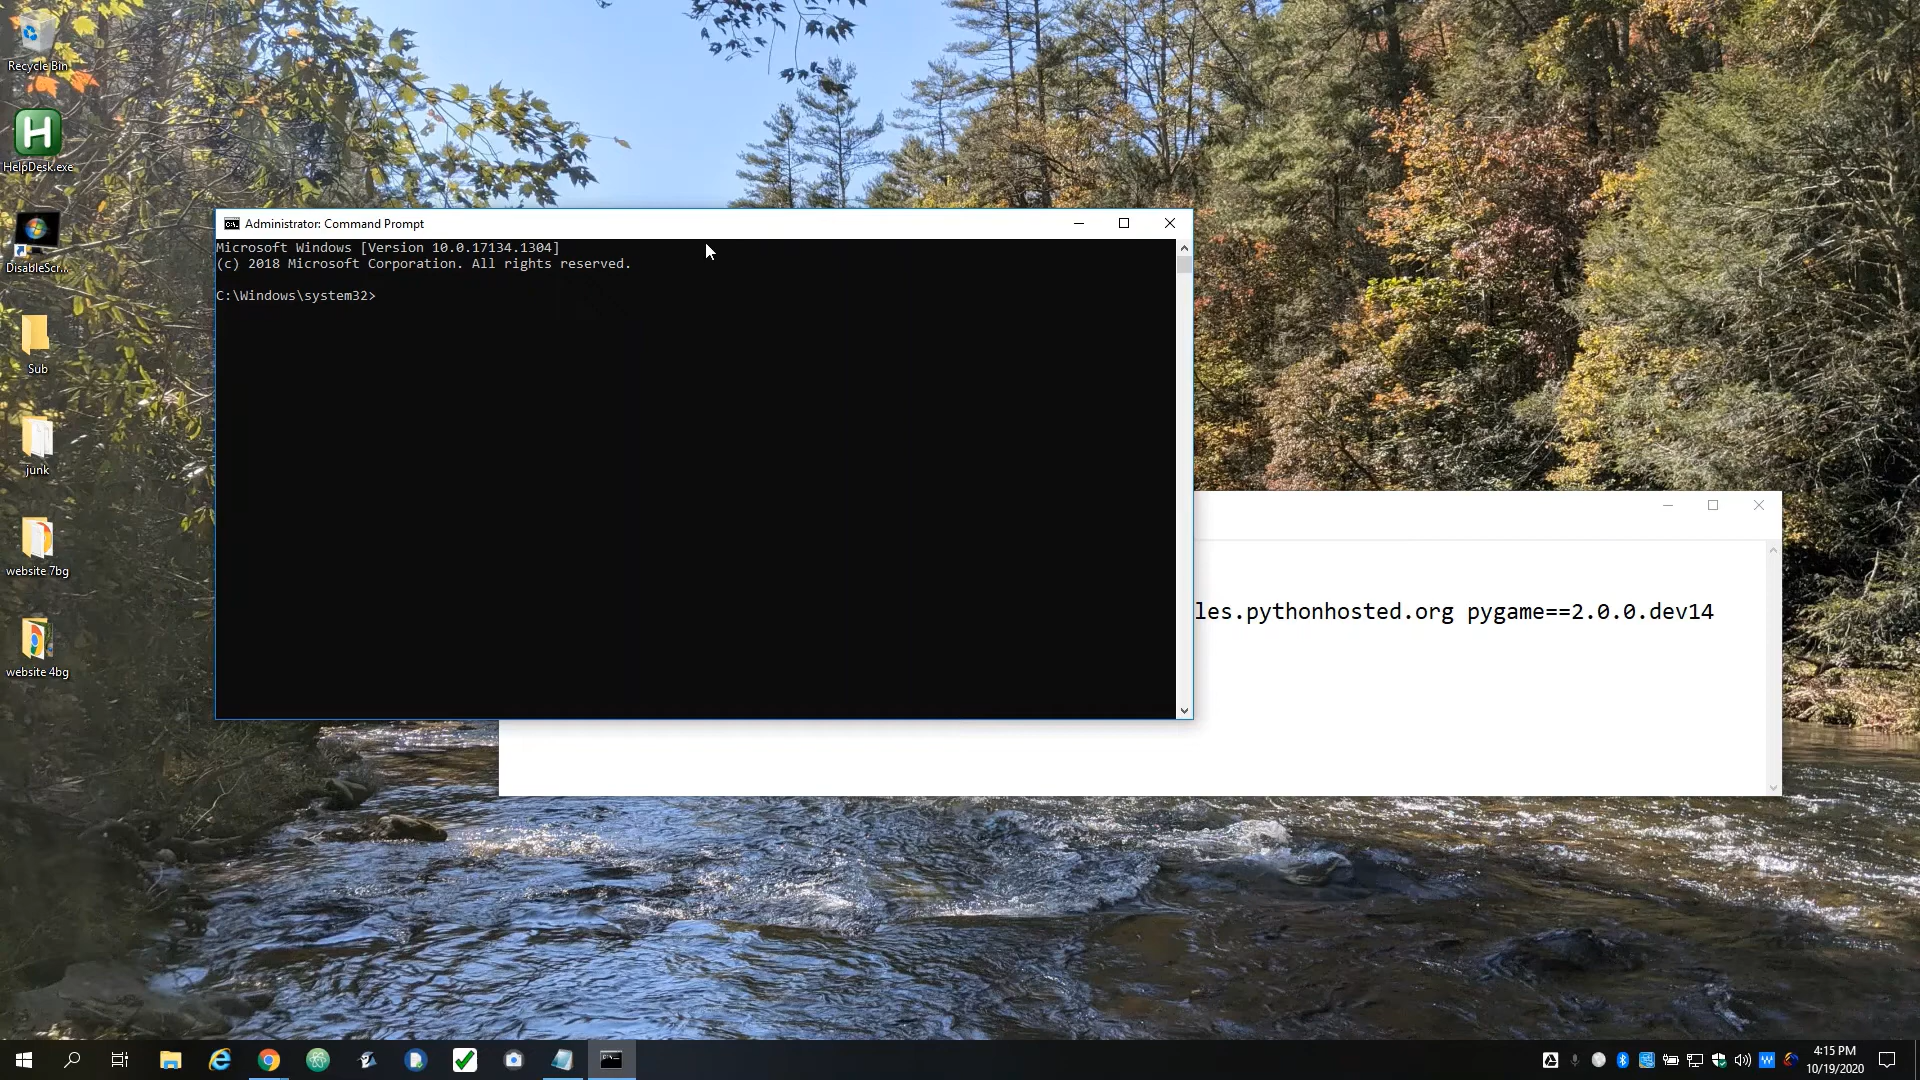 Recycle Bin
HelpDesk.exe
DisableScr...
Sub
junk
website 7bg
website 4bg
Administrator: Command Prompt
Microsoft Windows [Version 10.0.17134.1304]
(c) 2018 Microsoft Corporation. All rights reserved.
C:\Windows\system32>
les.pythonhosted.org pygame==2.0.0.dev14
4:15 PM
10/19/2020